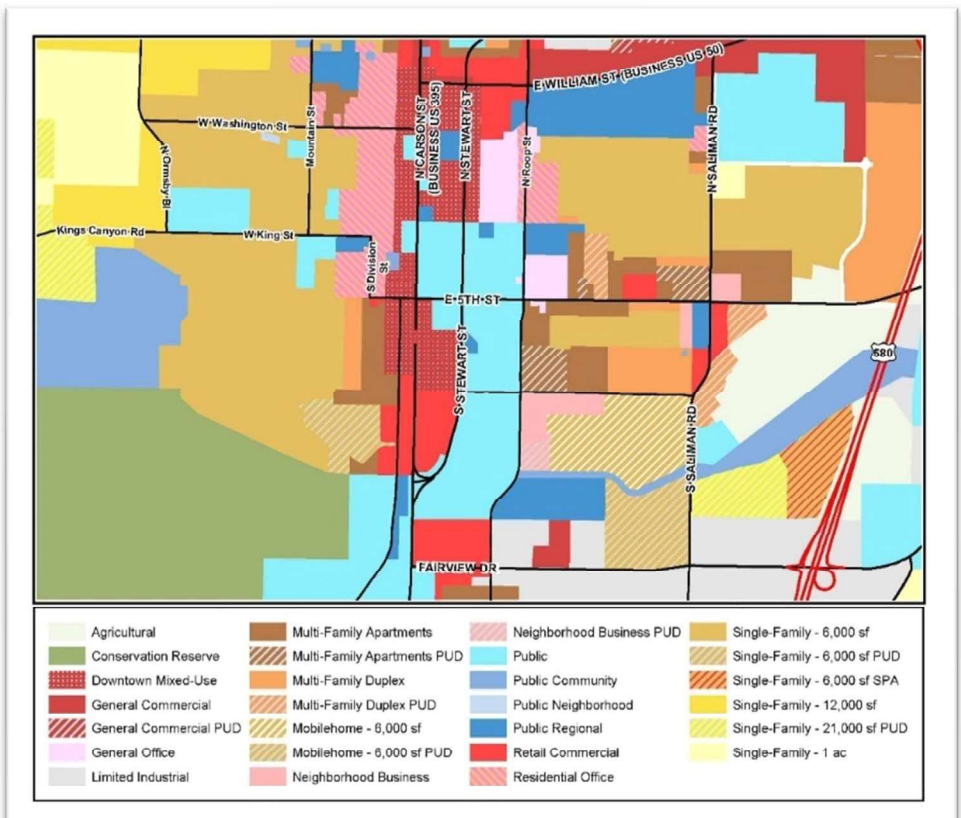 E WILLIAM ST (BUSINESS US 50)
N CARSON ST
(BUSINESS US 395)
N STEWART ST
N SALIMAN RD
W Washington St
Mountain St
N Roop St
N Ormsby Bl
Kings Canyon Rd
W King St
S Division
St
E 5TH ST
S STEWART ST
580
S SALIMAN RD
FAIRVIEW DR
Agricultural
Conservation Reserve
Downtown Mixed-Use
General Commercial
General Commercial PUD
General Office
Limited Industrial
Multi-Family Apartments
Multi-Family Apartments PUD
Multi-Family Duplex
Multi-Family Duplex PUD
Mobilehome - 6,000 sf
Mobilehome - 6,000 sf PUD
Neighborhood Business
Neighborhood Business PUD
Public
Public Community
Public Neighborhood
Public Regional
Retail Commercial
Residential Office
Single-Family - 6,000 sf
Single-Family - 6,000 sf PUD
Single-Family - 6,000 sf SPA
Single-Family - 12,000 sf
Single-Family - 21,000 sf PUD
Single-Family - 1 ac